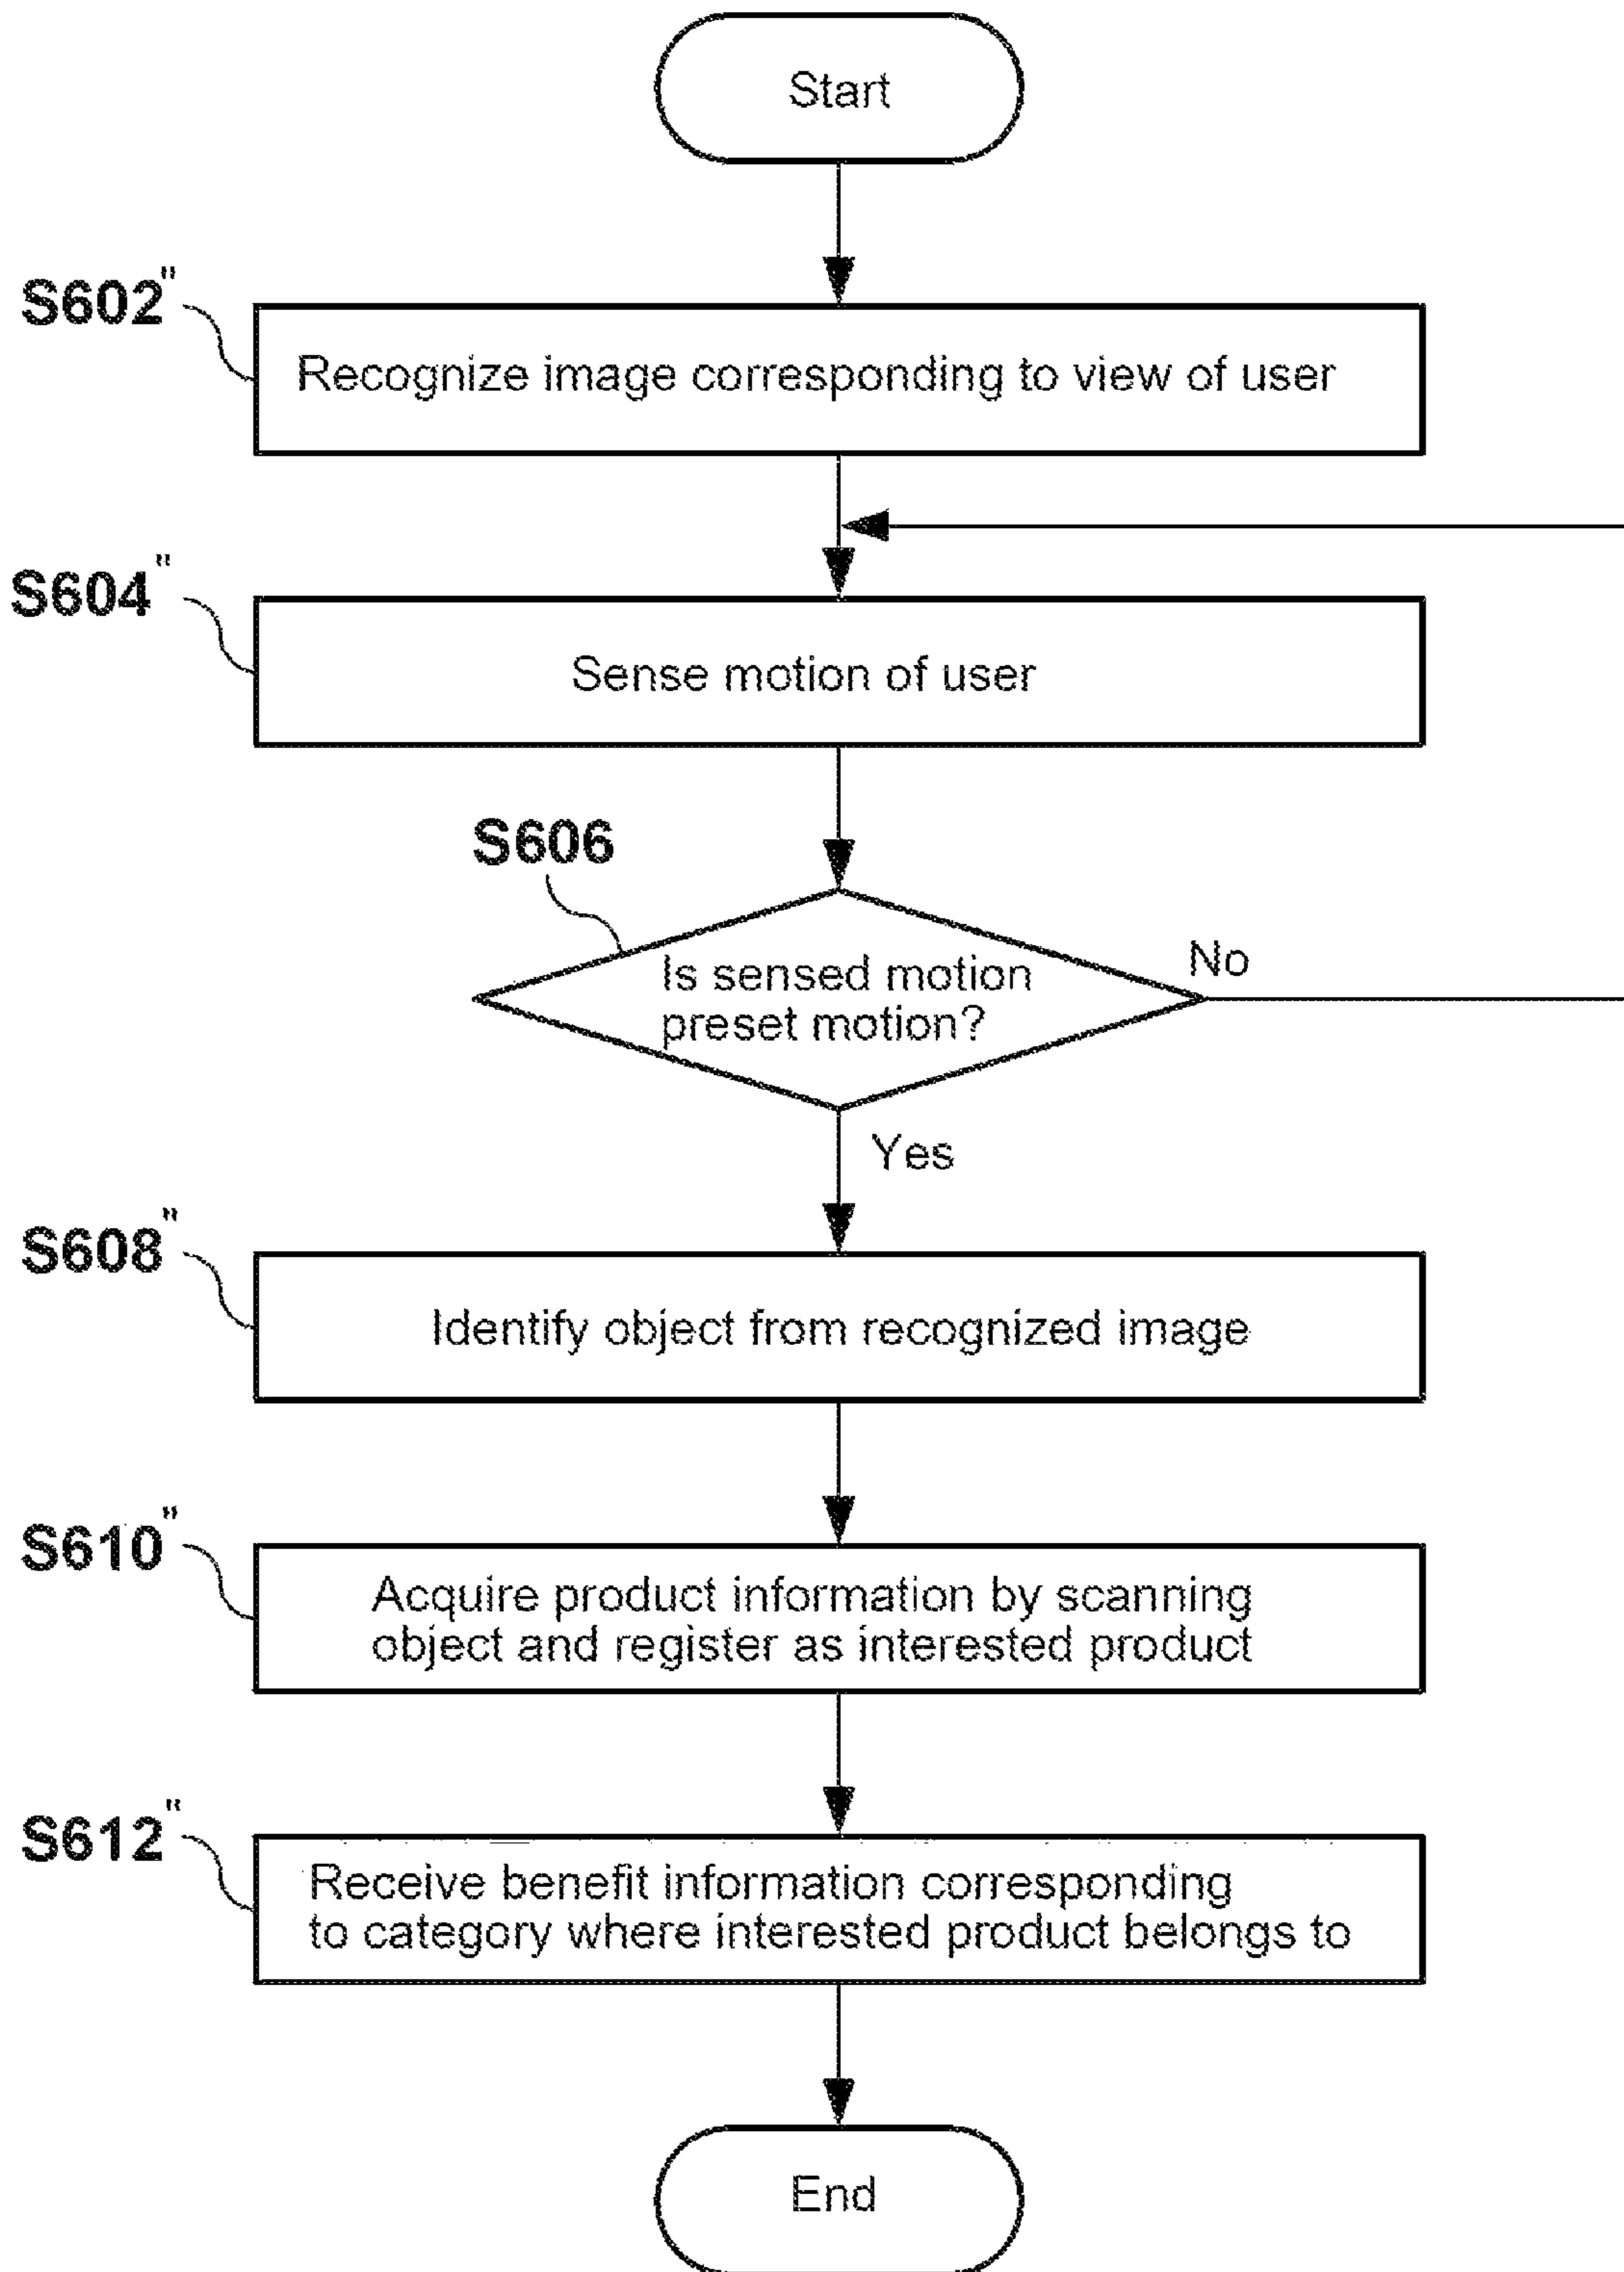 Start
S602"
Recognize image corresponding to view of user
S604"
Sense motion of user
S606
Is sensed motion
preset motion?
No
Yes
S608"
Identify object from recognized image
S610"
Acquire product information by scanning
object and register as interested product
S612"
Receive benefit information corresponding
to category where interested product belongs to
End